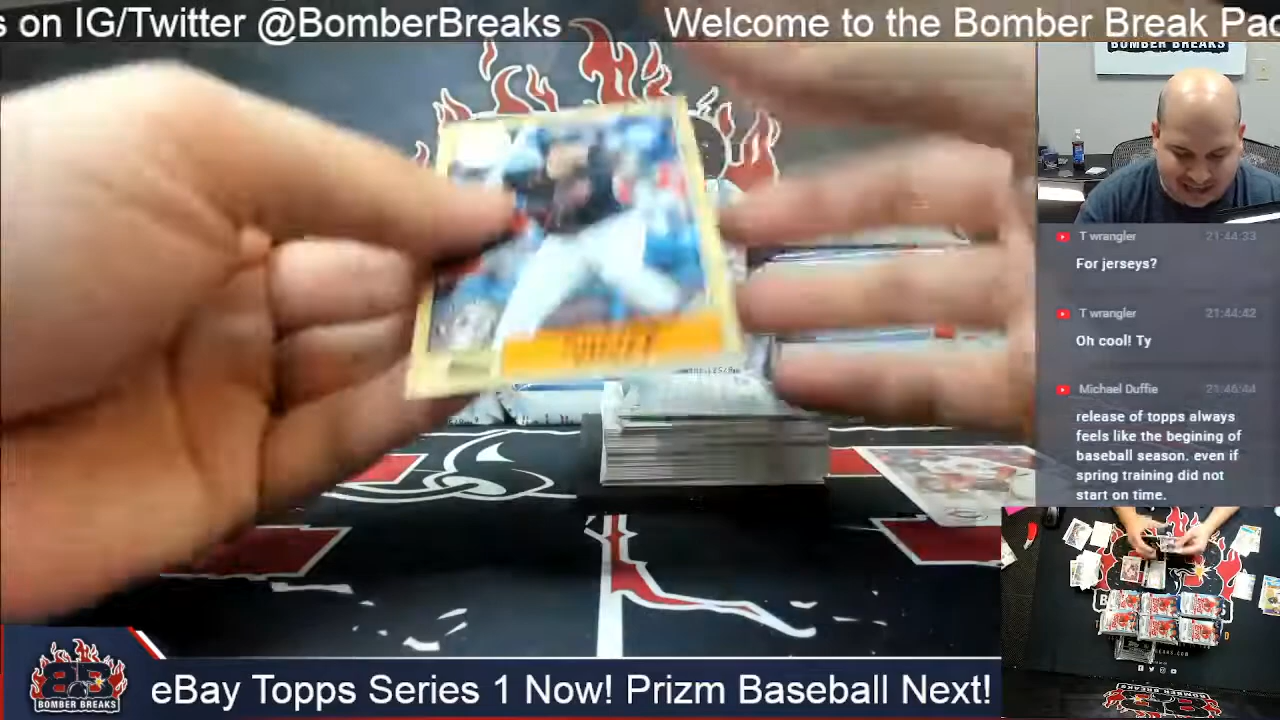 s on IG/Twitter @BomberBreaks Welcome to the Bomber Break Pac
BOMBER BREAKS
T wrangler 21:44:33
For jerseys?
T wrangler 21:44:42
Oh cool! Ty
Michael Duffie 21:46:44
release of topps always
feels like the begining of
baseball season. even if
spring training did not
start on time.
BOMBER BREAKS
eBay Topps Series 1 Now! Prizm Baseball Next!